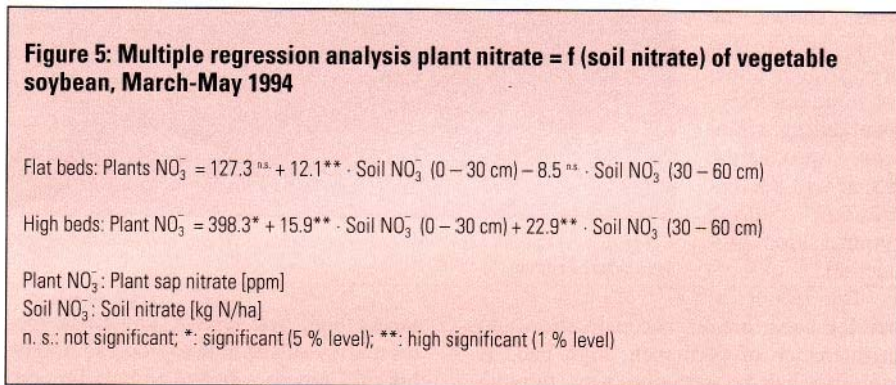 Figure 5: Multiple regression analysis plant nitrate = f (soil nitrate) of vegetable
soybean, March-May 1994
Flat beds: Plants NO₃⁻ = 127.3 ⁿ·ˢ· + 12.1** · Soil NO₃⁻ (0 – 30 cm) – 8.5 ⁿ·ˢ· · Soil NO₃⁻ (30 – 60 cm)
High beds: Plant NO₃⁻ = 398.3* + 15.9** · Soil NO₃⁻ (0 – 30 cm) + 22.9** · Soil NO₃⁻ (30 – 60 cm)
Plant NO₃⁻: Plant sap nitrate [ppm]
Soil NO₃⁻: Soil nitrate [kg N/ha]
n. s.: not significant; *: significant (5 % level); **: high significant (1 % level)